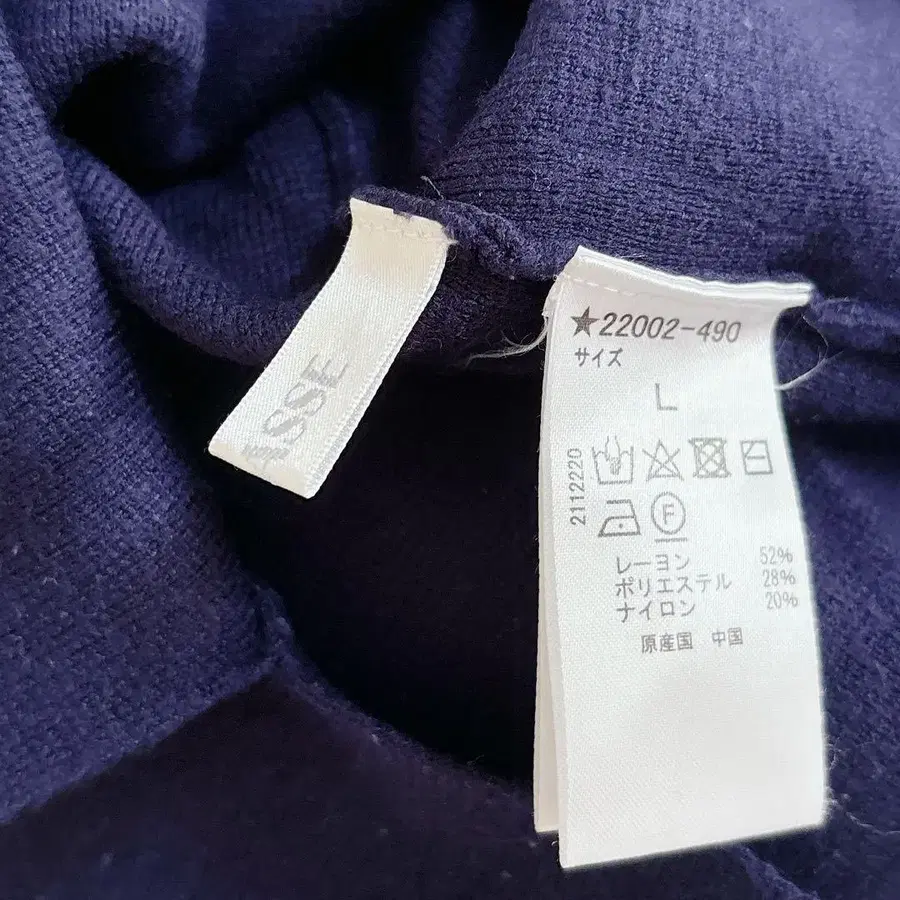 SSE
★22002-490
サイズ
L
2112220
F
レーヨン 52%
ポリエステル 28%
ナイロン 20%
原産国 中国